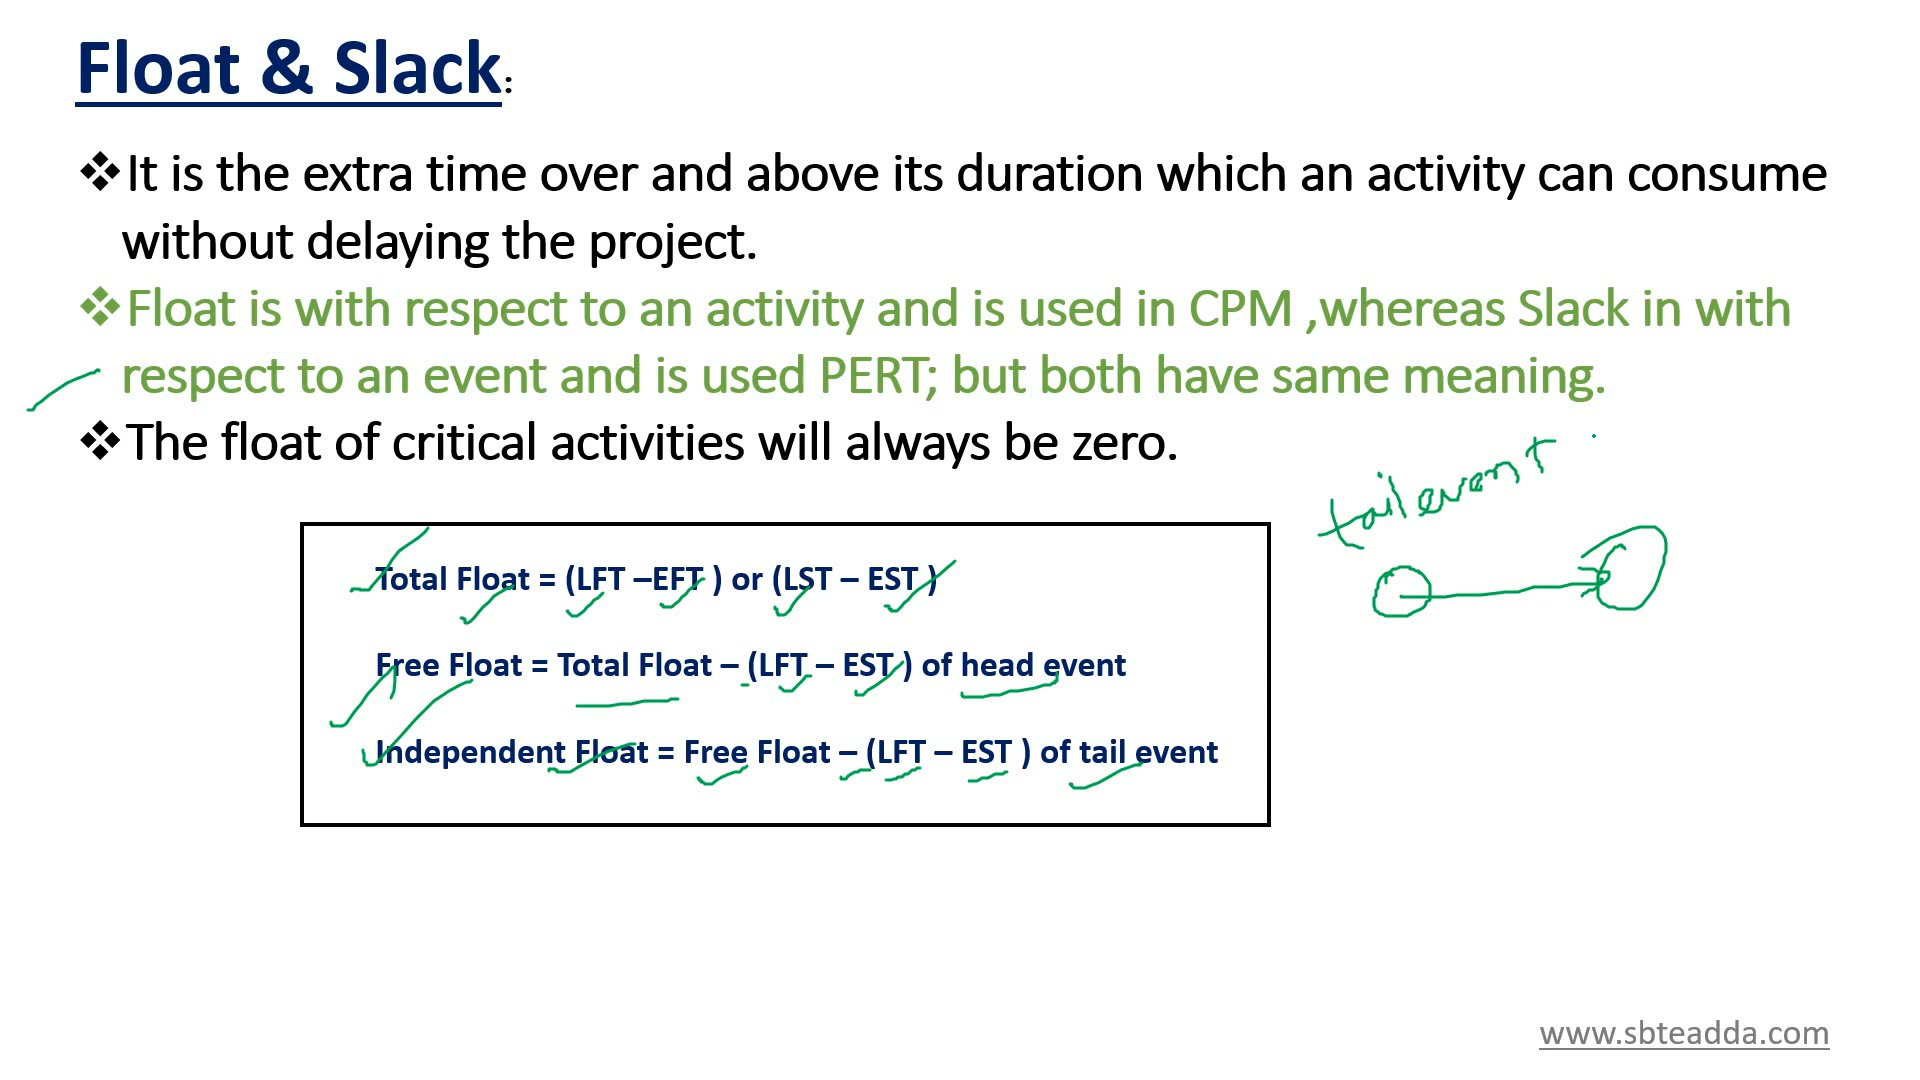 Float & Slack:
❖It is the extra time over and above its duration which an activity can consume
without delaying the project.
❖Float is with respect to an activity and is used in CPM ,whereas Slack in with
respect to an event and is used PERT; but both have same meaning.
❖The float of critical activities will always be zero.
tail event
Total Float = (LFT –EFT ) or (LST – EST )
Free Float = Total Float – (LFT – EST ) of head event
Independent Float = Free Float – (LFT – EST ) of tail event
www.sbteadda.com